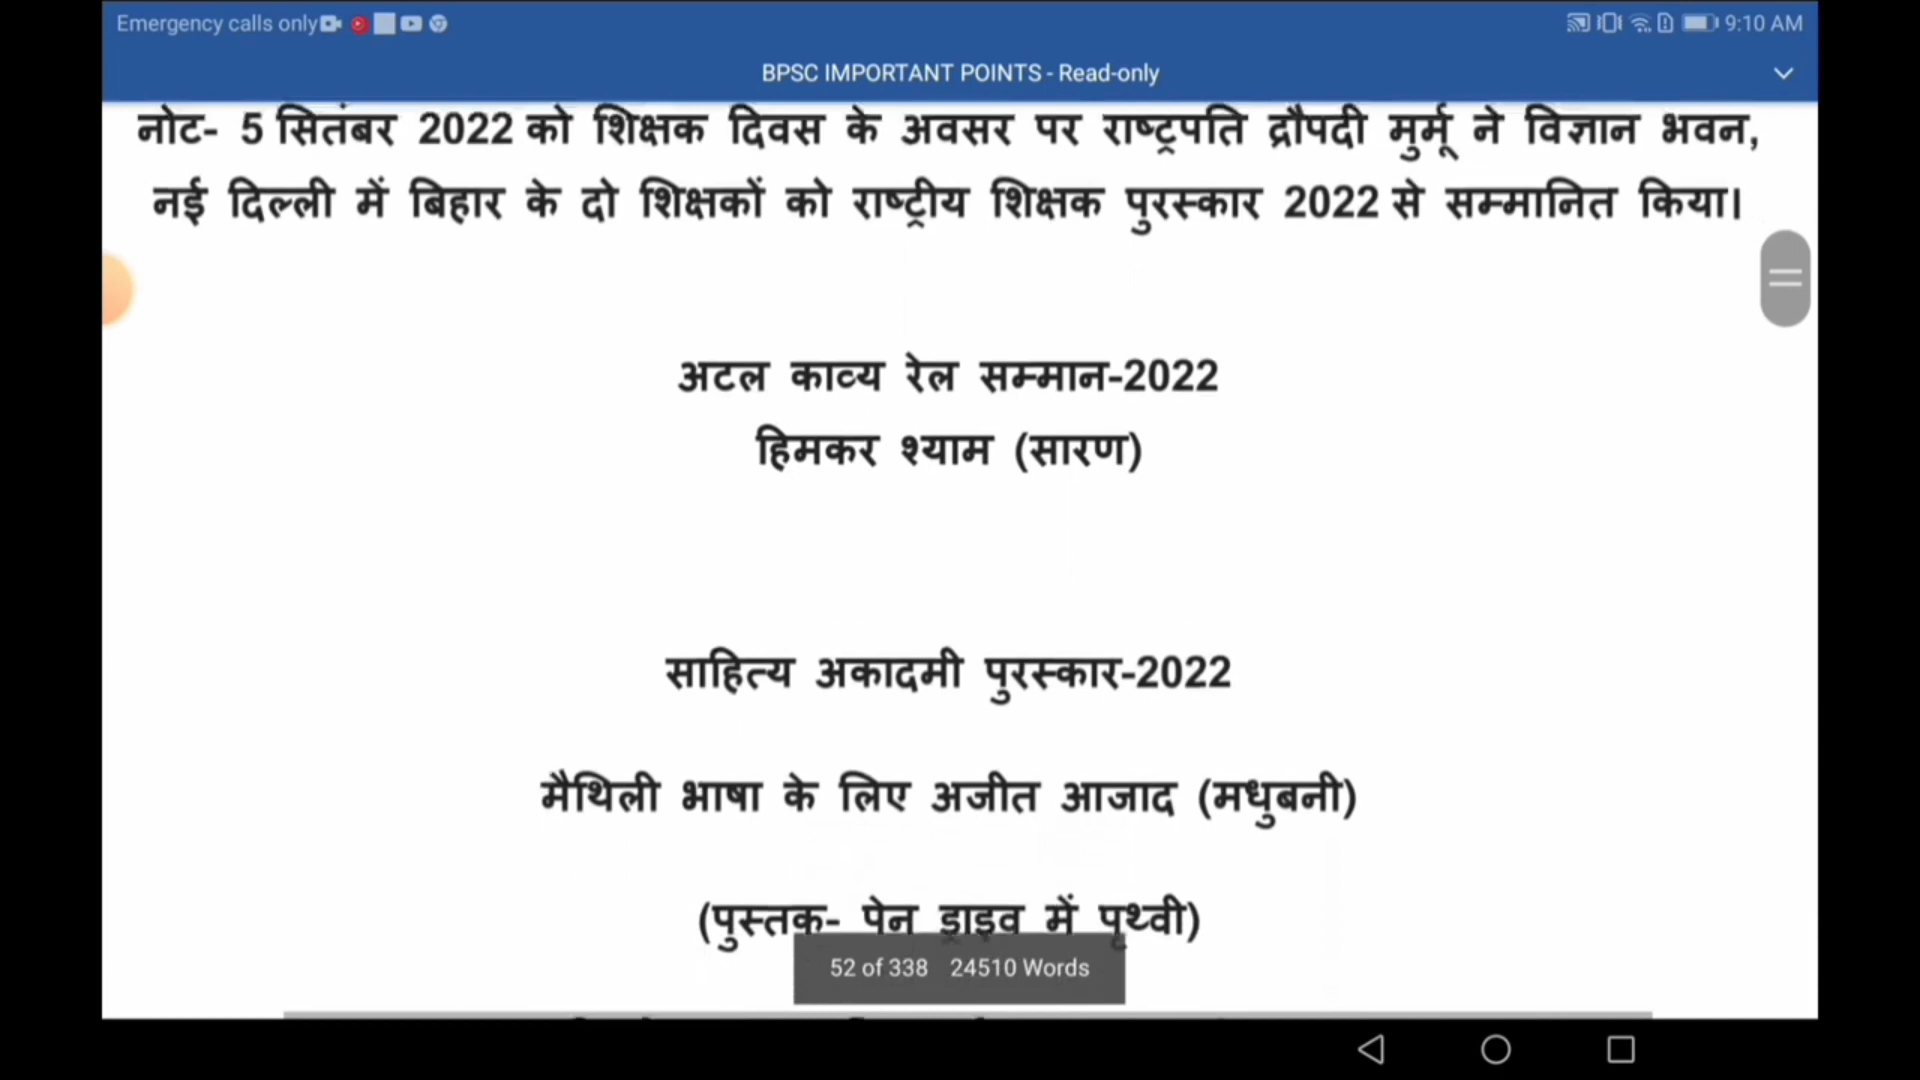 Emergency calls only
9:10 AM
BPSC IMPORTANT POINTS - Read-only
नोट- 5 सितंबर 2022 को शिक्षक दिवस के अवसर पर राष्ट्रपति द्रौपदी मुर्मू ने विज्ञान भवन,
नई दिल्ली में बिहार के दो शिक्षकों को राष्ट्रीय शिक्षक पुरस्कार 2022 से सम्मानित किया।
अटल काव्य रेल सम्मान-2022
हिमकर श्याम (सारण)
साहित्य अकादमी पुरस्कार-2022
मैथिली भाषा के लिए अजीत आजाद (मधुबनी)
(पुस्तक- पेन ड्राइव में पृथ्वी)
52 of 338 24510 Words